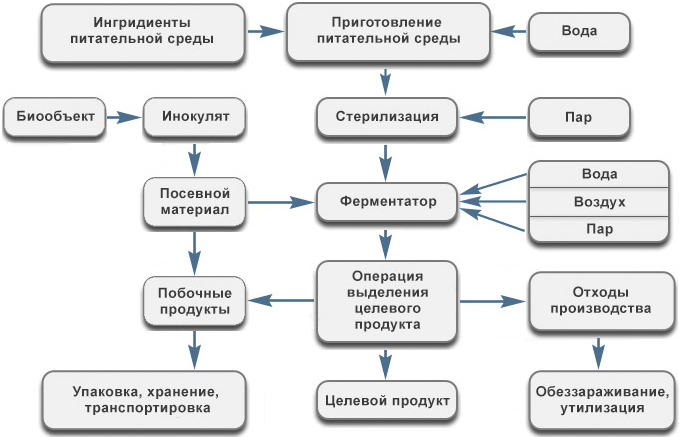 Ингридиенты
питательной среды
Приготовление
питательной среды
Вода
Биообъект
Инокулят
Стерилизация
Пар
Посевной
материал
Ферментатор
Вода
Воздух
Пар
Побочные
продукты
Операция
выделения
целевого
продукта
Отходы
производства
Упаковка, хранение,
транспортировка
Целевой продукт
Обеззараживание,
утилизация